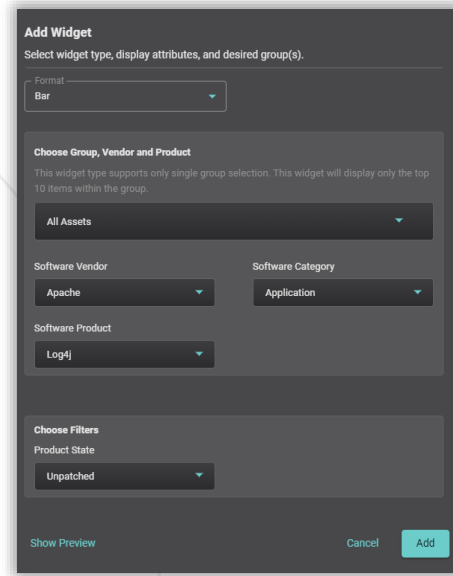 Add Widget
Select widget type, display attributes, and desired group(s).
Format
Bar
Choose Group, Vendor and Product
This widget type supports only single group selection. This widget will display only the top
10 items within the group.
All Assets
Software Vendor Software Category
Apache Application
Software Product
Log4j
Choose Filters
Product State
Unpatched
Show Preview Cancel Add